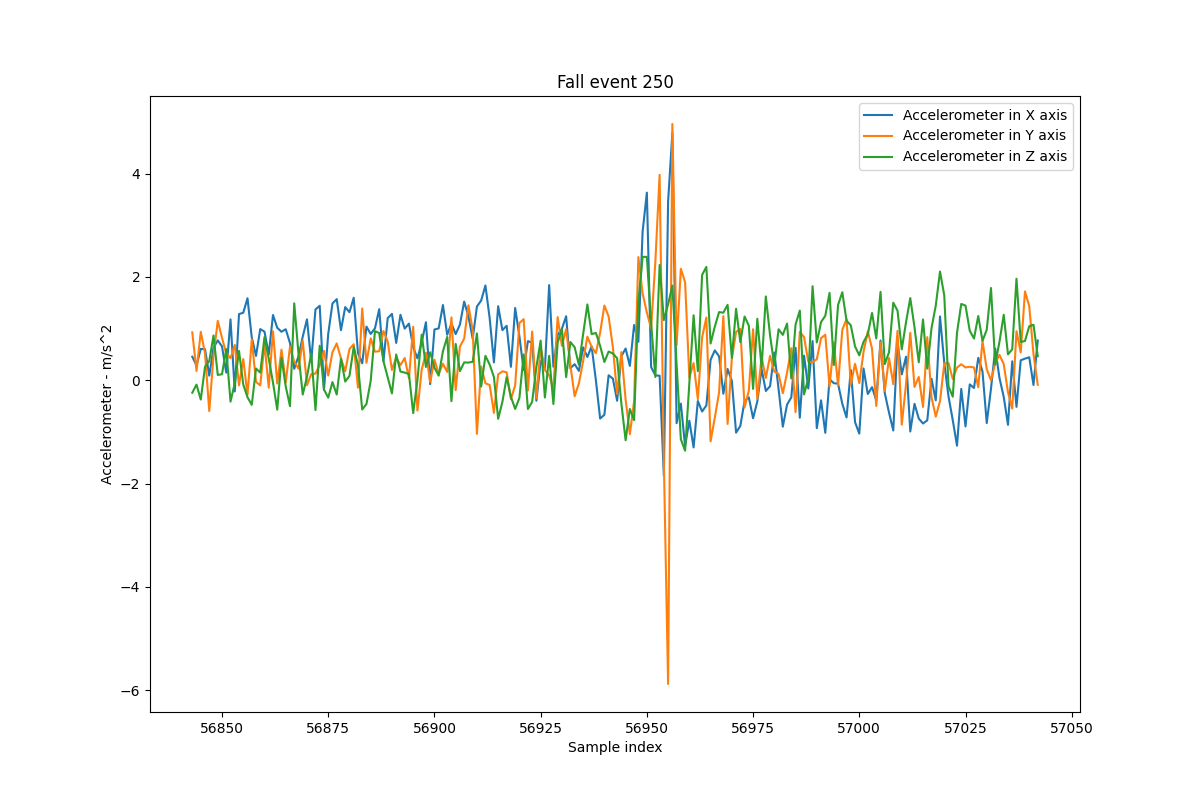 Fall event 250
Accelerometer in X axis
Accelerometer in Y axis
Accelerometer in Z axis
Accelerometer - m/s^2
4
2
0
−2
−4
−6
56850 56875 56900 56925 56950 56975 57000 57025 57050
Sample index